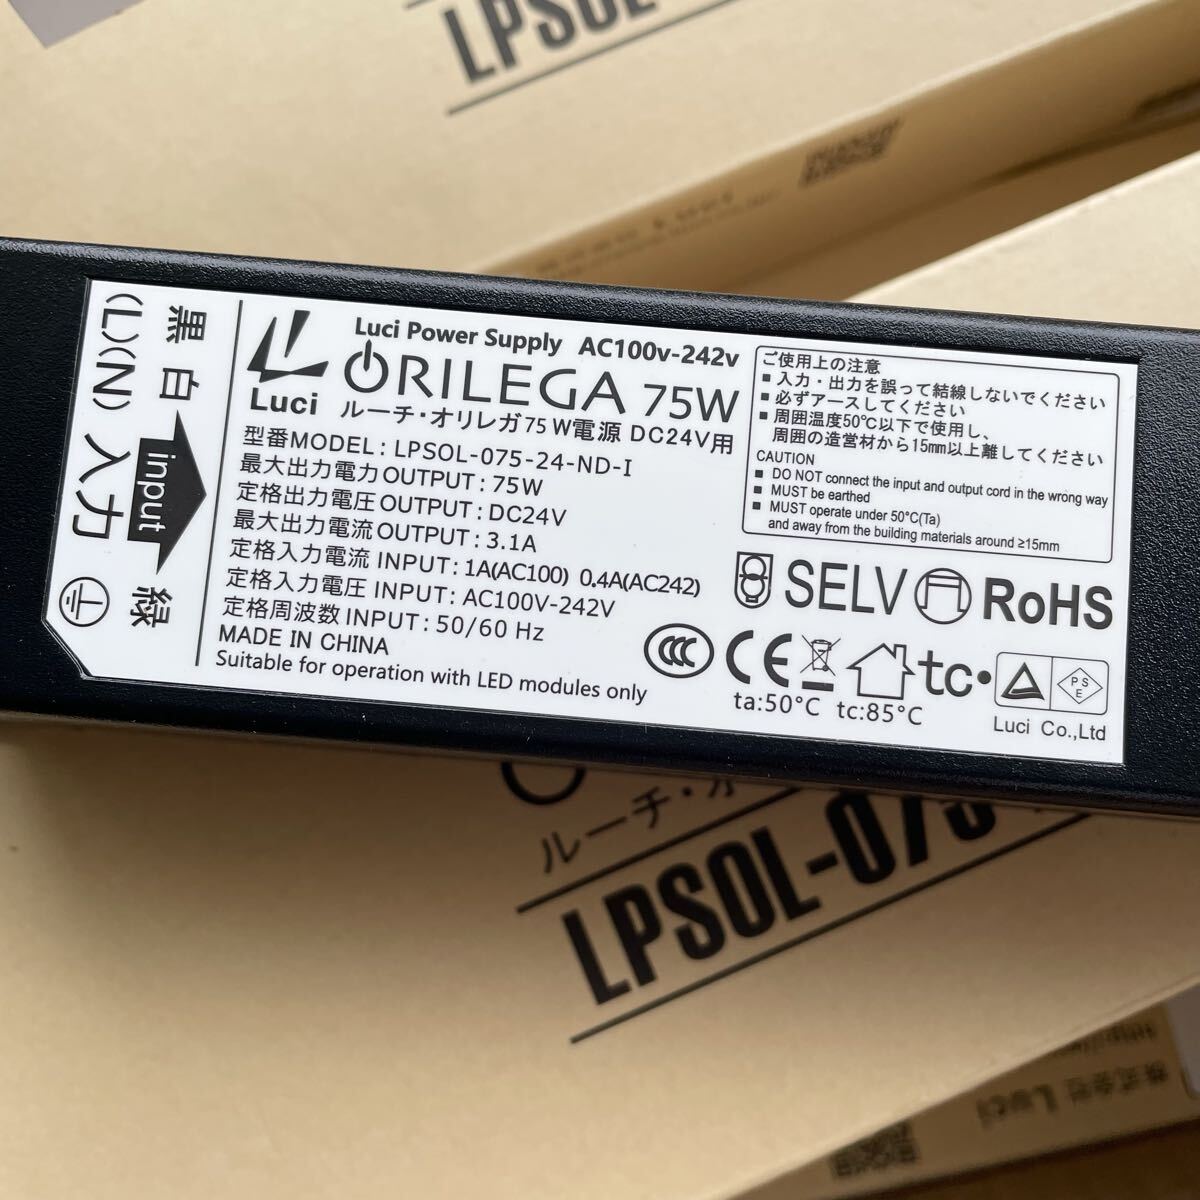 LPSOL
黒 白
(L)(N) 入力
input
緑
Luci
Luci Power Supply AC100v-242v
ORILEGA 75W
ルーチ・オリレガ75W電源 DC24V用
型番MODEL: LPSOL-075-24-ND-I
最大出力電力OUTPUT: 75W
定格出力電圧OUTPUT: DC24V
最大出力電流OUTPUT: 3.1A
定格入力電流 INPUT: 1A(AC100) 0.4A(AC242)
定格入力電圧 INPUT: AC100V-242V
定格周波数 INPUT: 50/60 Hz
MADE IN CHINA
Suitable for operation with LED modules only
ご使用上の注意
■ 入力・出力を誤って結線しないでください
■ 必ずアースしてください
■ 周囲温度50℃以下で使用し、
周囲の造営材から15mm以上離してください
CAUTION
■ DO NOT connect the input and output cord in the wrong way
■ MUST be earthed
■ MUST operate under 50°C(Ta)
and away from the building materials around ≥15mm
SELV RoHS
CCC CE tc•
PSE
ta:50°C tc:85°C
Luci Co.,Ltd
ルーチ・オ
LPSOL-075
株式会社 Luci